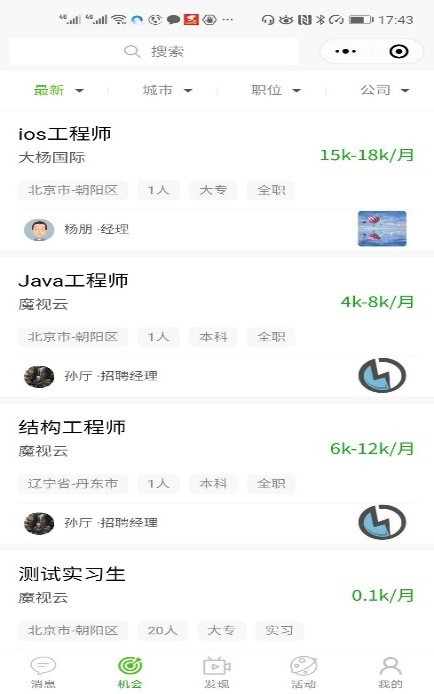 17:43
搜索
最新 城市 职位 公司
ios工程师
大杨国际 15k-18k/月
北京市-朝阳区 1人 大专 全职
杨朋 ·经理
Java工程师
魔视云 4k-8k/月
北京市-朝阳区 1人 本科 全职
孙厅 ·招聘经理
结构工程师
魔视云 6k-12k/月
辽宁省-丹东市 1人 本科 全职
孙厅 ·招聘经理
测试实习生
魔视云 0.1k/月
北京市-朝阳区 20人 大专 实习
消息 机会 发现 活动 我的